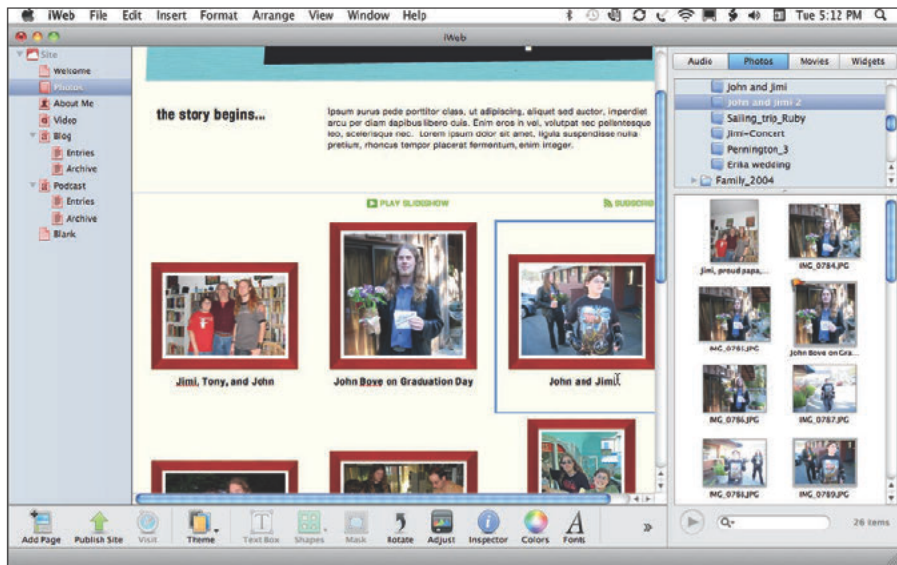 iWeb File Edit Insert Format Arrange View Window Help Tue 5:12 PM
iWeb
Site
Welcome
Photos
About Me
Video
Blog
Entries
Archive
Podcast
Entries
Archive
Blank
the story begins...
Ipsum purus pede porttitor class, ut adipiscing, aliquet sed auctor, imperdiet
arcu per diam dapibus libero cula. Enim eros in vel, volutpat nec pellentesque
leo, scelerisque nec. Lorem ipsum dolor sit amet, ligula suspendisse nulla
pretium, rhoncus tempor placerat fermentum, enim integer.
PLAY SLIDESHOW
SUBSCRI
Jimi, Tony, and John
John Bove on Graduation Day
John and Jimi
Audio Photos Movies Widgets
John and Jimi
John and Jimi 2
Sailing_trip_Ruby
Jimi-Concert
Pennington_3
Erika wedding
Family_2004
Jimi, proud papa,...
IMG_0784.JPG
IMG_0785.JPG
John Bove on Gra...
IMG_0786.JPG
IMG_0787.JPG
IMG_0788.JPG
IMG_0789.JPG
26 items
Add Page Publish Site Visit Theme Text Box Shapes Mask Rotate Adjust Inspector Colors Fonts